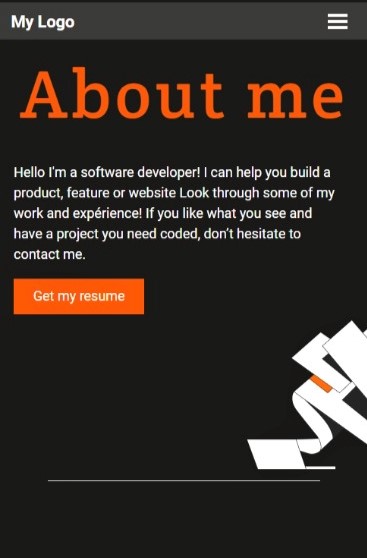 My Logo
About me
Hello I'm a software developer! I can help you build a
product, feature or website Look through some of my
work and expérience! If you like what you see and
have a project you need coded, don't hesitate to
contact me.
Get my resume